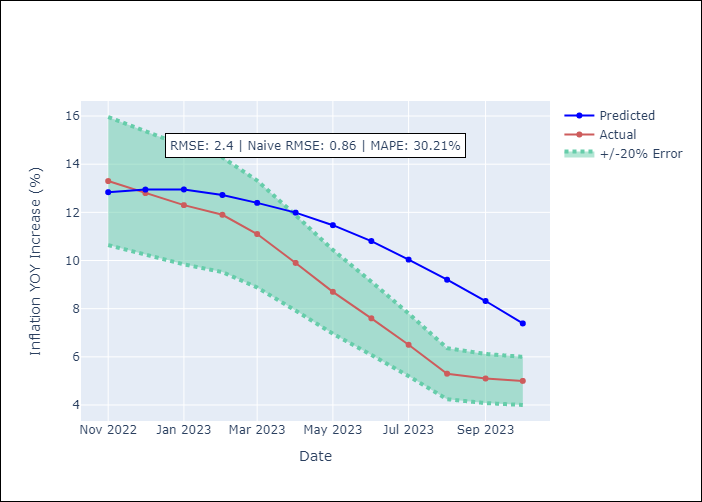 RMSE: 2.4 | Naive RMSE: 0.86 | MAPE: 30.21%
Predicted
Actual
+/-20% Error
Inflation YOY Increase (%)
16
14
12
10
8
6
4
Nov 2022
Jan 2023
Mar 2023
May 2023
Jul 2023
Sep 2023
Date